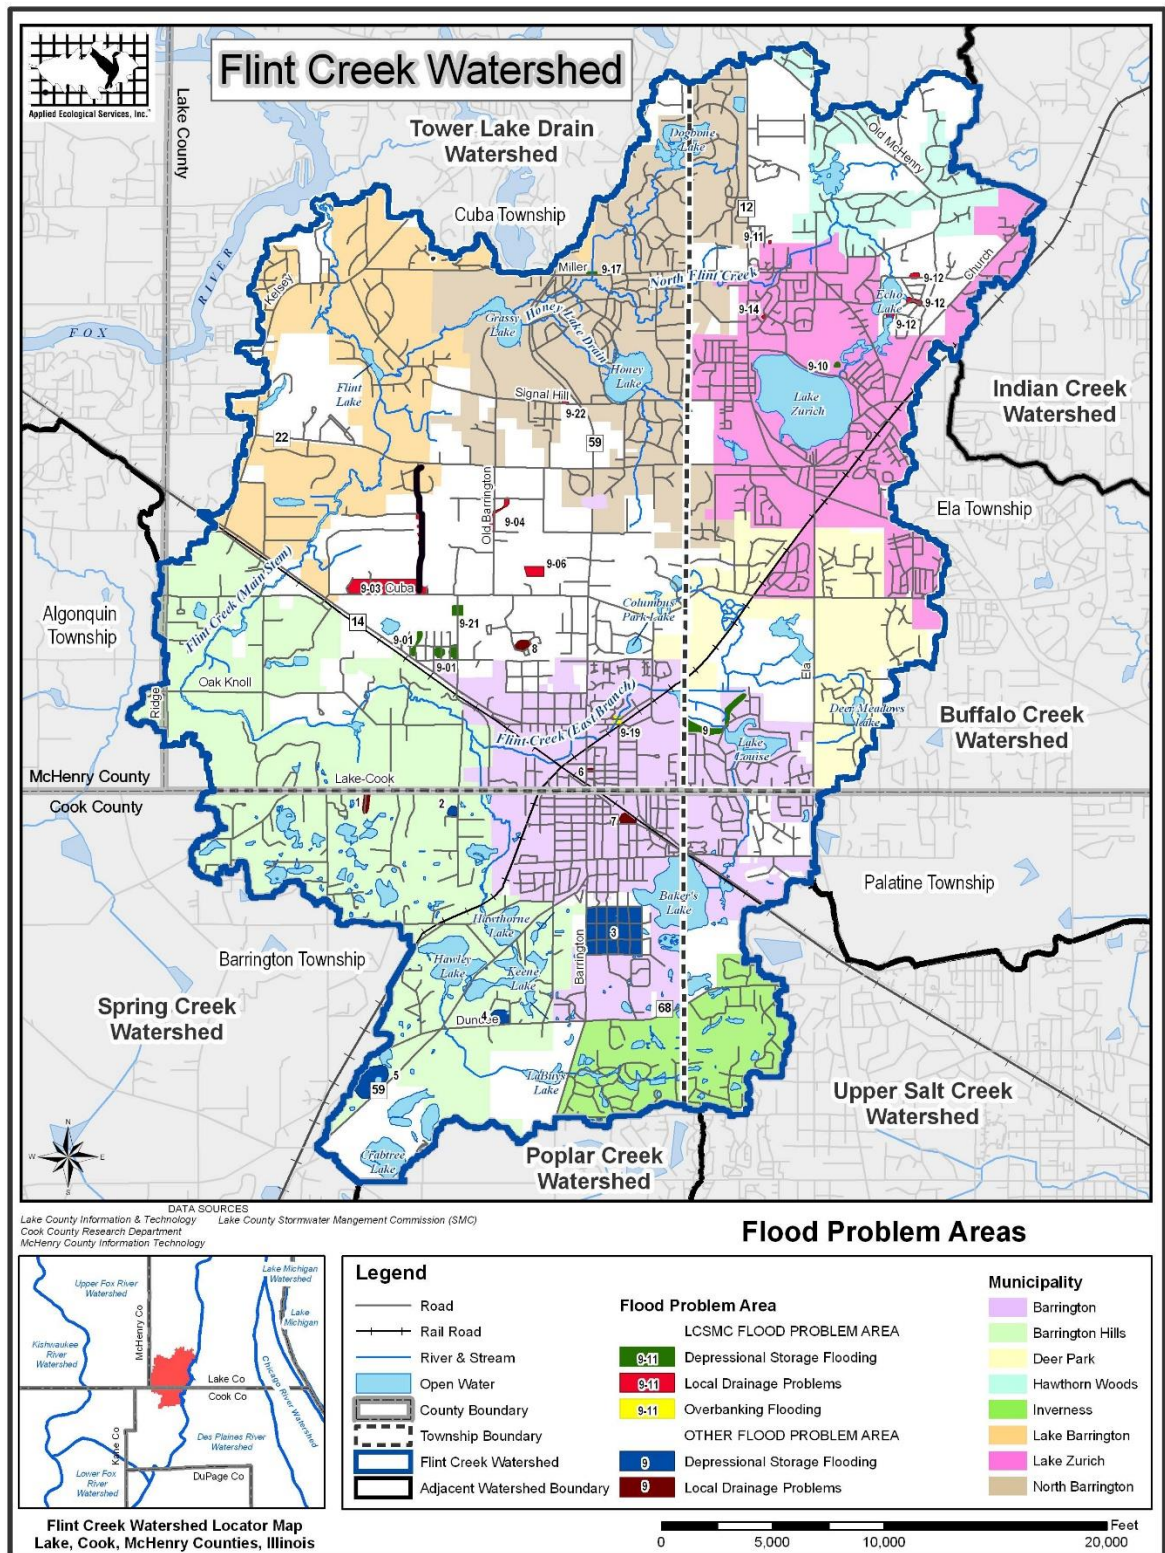 Applied Ecological Services, Inc.™
Flint Creek Watershed
Lake County
Tower Lake Drain
Watershed
Cuba Township
Dogbone
Lake
Old McHenry
12
9-11
Miller
9-17
North Flint Creek
Kelsey
RIVER
FOX
Grassy
Lake
Honey Lake Drain
9-14
Echo
Lake
9-12
Church
9-12
9-12
9-10
Honey
Lake
Flint
Lake
Signal Hill
9-22
Lake
Zurich
Indian Creek
Watershed
22
59
Old Barrington
9-04
Ela Township
9-06
9-03
Cuba
Flint Creek (Main Stem)
Algonquin
Township
14
9-21
9-01
9-01
8
Columbus
Park Lake
Ela
Oak Knoll
Ridge
Flint Creek (East Branch)
9-19
9
Lake
Louise
Deer Meadows
Lake
Buffalo Creek
Watershed
McHenry County
Cook County
Lake-Cook
6
1
2
7
Palatine Township
Baker's
Lake
Hawthorne
Lake
Barrington
3
Barrington Township
Hawley
Lake
Keene
Lake
Spring Creek
Watershed
4
Dundee
68
5
59
LaBuys
Lake
Upper Salt Creek
Watershed
Poplar Creek
Watershed
Crabtree
Lake
N
W
E
S
DATA SOURCES
Lake County Information & Technology
Lake County Stormwater Mangement Commission (SMC)
Cook County Research Department
McHenry County Information Technology
Flood Problem Areas
Upper Fox River
Watershed
McHenry Co
Lake Michigan
Watershed
Lake
Michigan
Kishwaukee
River
Watershed
Lake Co
Cook Co
Chicago River Watershed
Des Plaines River
Watershed
Kane Co
DuPage Co
Lower Fox
River
Watershed
Flint Creek Watershed Locator Map
Lake, Cook, McHenry Counties, Illinois
Legend
Road
Rail Road
River & Stream
Open Water
County Boundary
Township Boundary
Flint Creek Watershed
Adjacent Watershed Boundary
Flood Problem Area
LCSMC FLOOD PROBLEM AREA
9-11 Depressional Storage Flooding
9-11 Local Drainage Problems
9-11 Overbanking Flooding
OTHER FLOOD PROBLEM AREA
9 Depressional Storage Flooding
9 Local Drainage Problems
Municipality
Barrington
Barrington Hills
Deer Park
Hawthorn Woods
Inverness
Lake Barrington
Lake Zurich
North Barrington
Feet
0 5,000 10,000 20,000